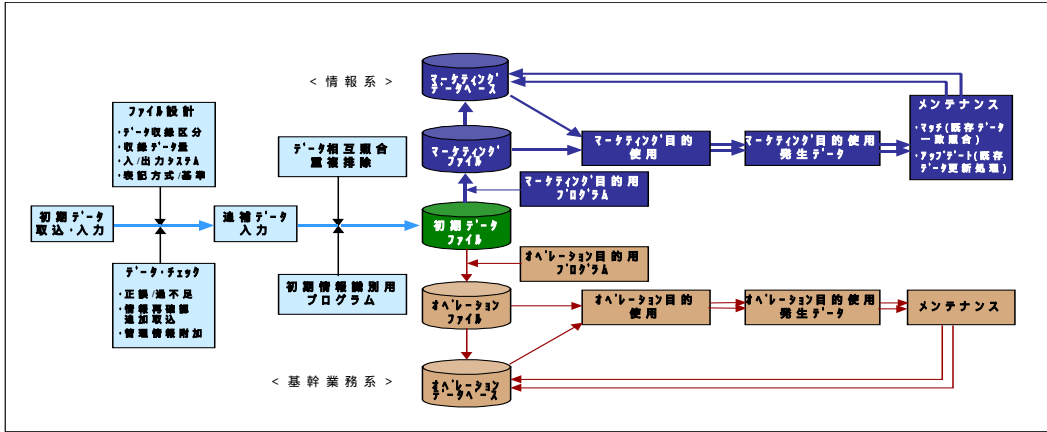 <情報系>
マーケティング
データベース
ファイル設計
・データ収録区分
・収録データ量
・入/出力システム
・表記方式/基準
データ相互照合
重複排除
マーケティング
ファイル
マーケティング目的
使用
マーケティング目的使用
発生データ
メンテナンス
・マッチ(既存データ
一致照合)
・アップデート(既存
データ更新処理)
マーケティング目的用
プログラム
初期データ
取込・入力
追補データ
入力
初期データ
ファイル
オペレーション目的用
プログラム
データ・チェック
・正誤/過不足
・情報再確認
追加取込
・管理情報附加
初期情報識別用
プログラム
オペレーション
ファイル
オペレーション目的
使用
オペレーション目的使用
発生データ
メンテナンス
<基幹業務系>
オペレーション
データベース